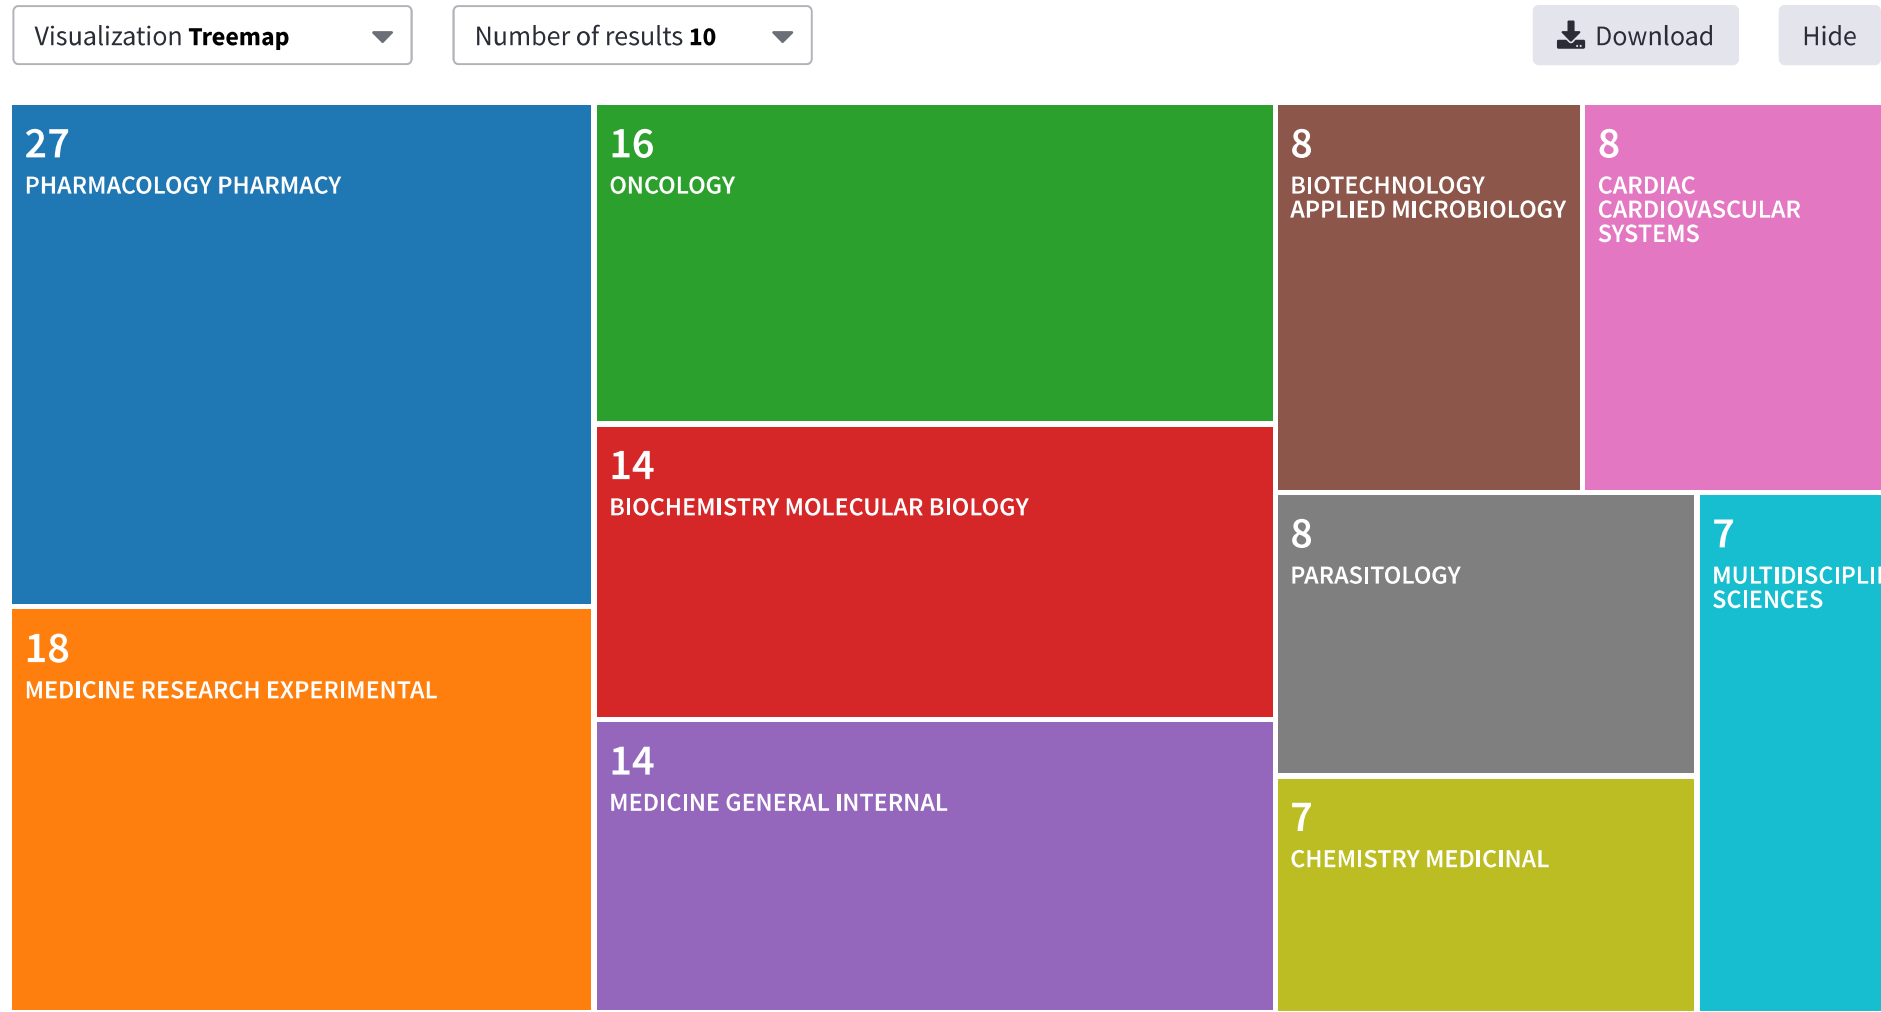 Visualization Treemap
Number of results 10
Download
Hide
27
PHARMACOLOGY PHARMACY
18
MEDICINE RESEARCH EXPERIMENTAL
16
ONCOLOGY
14
BIOCHEMISTRY MOLECULAR BIOLOGY
14
MEDICINE GENERAL INTERNAL
8
BIOTECHNOLOGY
APPLIED MICROBIOLOGY
8
CARDIAC
CARDIOVASCULAR
SYSTEMS
8
PARASITOLOGY
7
CHEMISTRY MEDICINAL
7
SCIENCES